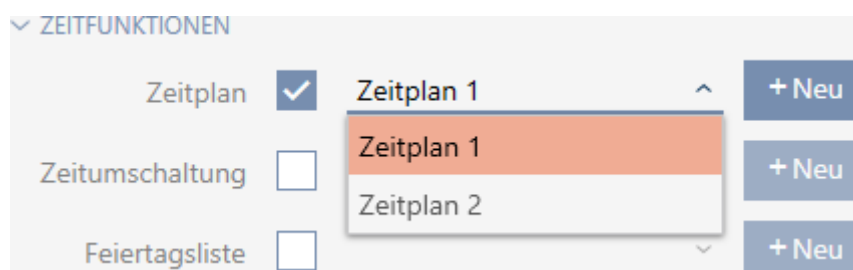 ZEITFUNKTIONEN
Zeitplan Zeitplan 1 + Neu
Zeitplan 1
Zeitumschaltung + Neu
Zeitplan 2
Feiertagsliste + Neu